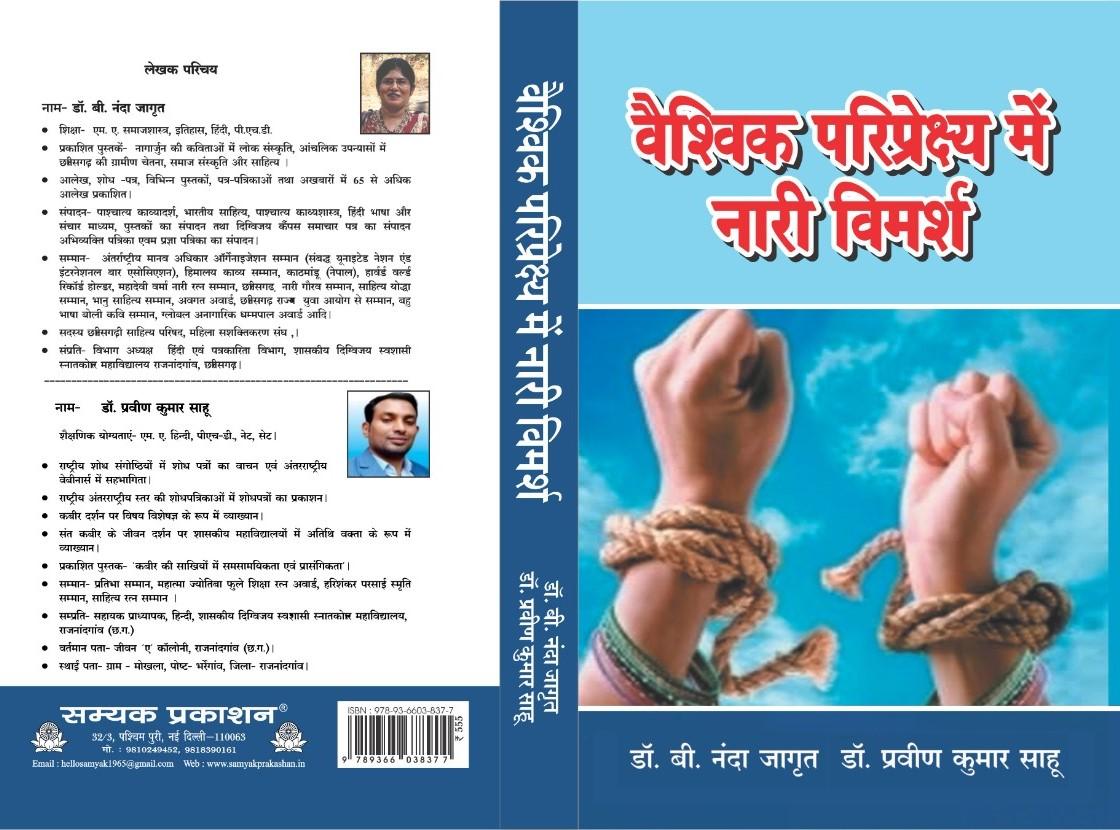 लेखक परिचय
नाम- डॉ. बी. नंदा जागृत
शिक्षा- एम. ए. समाजशास्त्र, इतिहास, हिंदी, पी.एच.डी.
प्रकाशित पुस्तकें- नागार्जुन की कविताओं में लोक संस्कृति, आंचलिक उपन्यासों में
छत्तीसगढ़ की ग्रामीण चेतना, समाज संस्कृति और साहित्य ।
आलेख, शोध -पत्र, विभिन्न पुस्तकों, पत्र-पत्रिकाओं तथा अखबारों में 65 से अधिक
आलेख प्रकाशित।
संपादन- पाश्चात्य काव्यादर्श, भारतीय साहित्य, पाश्चात्य काव्यशास्त्र, हिंदी भाषा और
संचार माध्यम, पुस्तकों का संपादन तथा दिग्विजय कैंपस समाचार पत्र का संपादन
अभिव्यक्ति पत्रिका एवम प्रज्ञा पत्रिका का संपादन।
सम्मान- अंतर्राष्ट्रीय मानव अधिकार ऑर्गेनाइजेशन सम्मान (संबद्ध यूनाइटेड नेशन एंड
इंटरनेशनल बार एसोसिएशन), हिमालय काव्य सम्मान, काठमांडू (नेपाल), हार्वर्ड वर्ल्ड
रिकॉर्ड होल्डर, महादेवी वर्मा नारी रत्न सम्मान, छत्तीसगढ़, नारी गौरव सम्मान, साहित्य योद्धा
सम्मान, भानु साहित्य सम्मान, अवगत अवार्ड, छत्तीसगढ़ राज्य युवा आयोग से सम्मान, बहु
भाषा बोली कवि सम्मान, ग्लोबल अनागारिक धम्मपाल अवार्ड आदि।
सदस्य छत्तीसगढ़ी साहित्य परिषद, महिला सशक्तिकरण संघ ,।
संप्रति- विभाग अध्यक्ष हिंदी एवं पत्रकारिता विभाग, शासकीय दिग्विजय स्वशासी
स्नातकोत्तर महाविद्यालय राजनांदगांव, छत्तीसगढ़।
नाम- डॉ. प्रवीण कुमार साहू
शैक्षणिक योग्यताएं- एम. ए. हिन्दी, पीएच-डी., नेट, सेट।
राष्ट्रीय शोध संगोष्ठियों में शोध पत्रों का वाचन एवं अंतरराष्ट्रीय
वेबीनार्स में सहभागिता।
राष्ट्रीय अंतरराष्ट्रीय स्तर की शोधपत्रिकाओं में शोधपत्रों का प्रकाशन।
कबीर दर्शन पर विषय विशेषज्ञ के रूप में व्याख्यान।
संत कबीर के जीवन दर्शन पर शासकीय महाविद्यालयों में अतिथि वक्ता के रूप में
व्याख्यान।
प्रकाशित पुस्तक- 'कबीर की साखियों में समसामयिकता एवं प्रासंगिकता'।
सम्मान- प्रतिभा सम्मान, महात्मा ज्योतिबा फुले शिक्षा रत्न अवार्ड, हरिशंकर परसाई स्मृति
सम्मान, साहित्य रत्न सम्मान ।
सम्प्रति- सहायक प्राध्यापक, हिन्दी, शासकीय दिग्विजय स्वशासी स्नातकोत्तर महाविद्यालय,
राजनांदगांव (छ.ग.)
वर्तमान पता- जीवन 'ए' कॉलोनी, राजनांदगांव (छ.ग.)।
स्थाई पता- ग्राम - मोखला, पोष्ट- भर्रेगांव, जिला- राजनांदगांव।
सम्यक प्रकाशन®
32/3, पश्चिम पुरी, नई दिल्ली–110063
मो. : 9810249452, 9818390161
Email : hellosamyak1965@gmail.com Web : www.samyakprakashan.in
ISBN : 978-93-6603-837-7
9 789366 038377
₹ 555
वैश्विक परिप्रेक्ष्य में नारी विमर्श
डॉ. बी. नंदा जागृत
डॉ. प्रवीण कुमार साहू
वैश्विक परिप्रेक्ष्य में
नारी विमर्श
डॉ. बी. नंदा जागृत डॉ. प्रवीण कुमार साहू